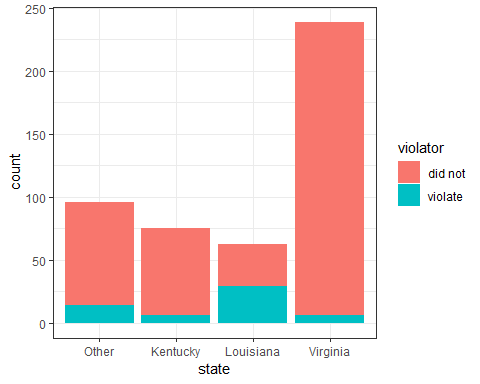 250
200
150
100
50
0
count
Other Kentucky Louisiana Virginia
state
violator
did not
violate